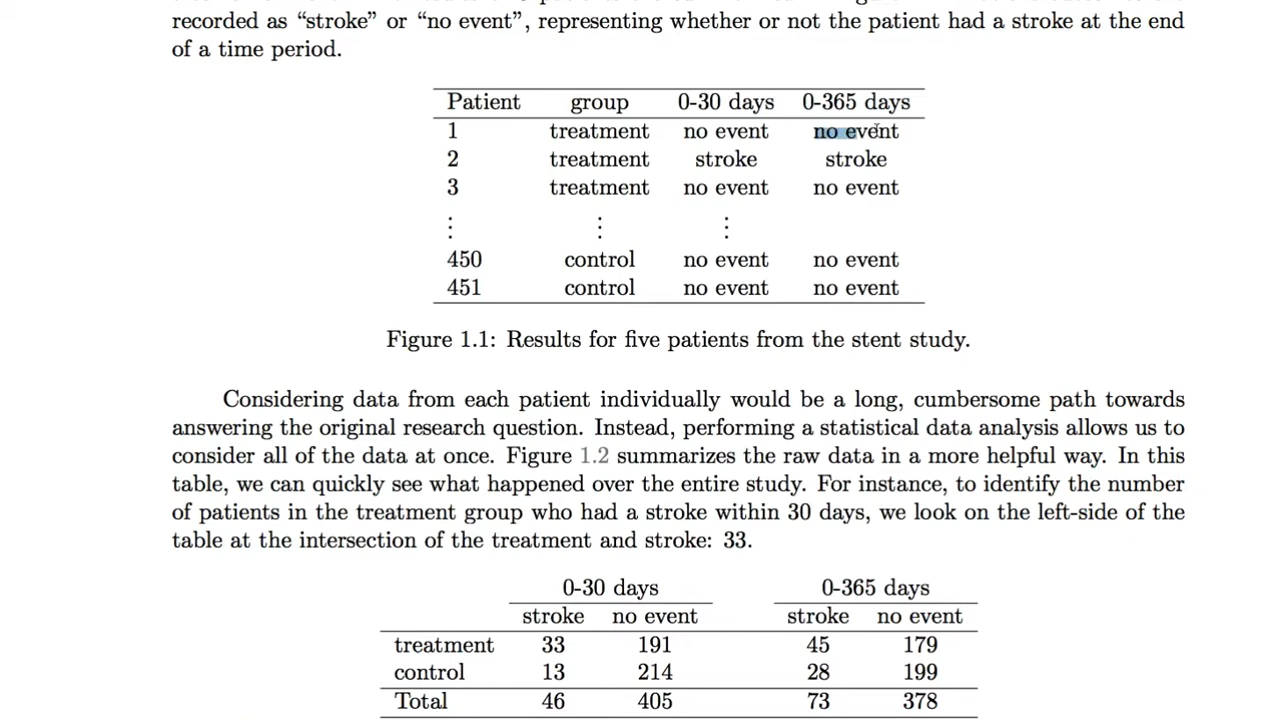 recorded as “stroke” or “no event”, representing whether or not the patient had a stroke at the end
of a time period.
Patient group 0-30 days 0-365 days
1 treatment no event no event
2 treatment stroke stroke
3 treatment no event no event
⋮ ⋮ ⋮
450 control no event no event
451 control no event no event
Figure 1.1: Results for five patients from the stent study.
Considering data from each patient individually would be a long, cumbersome path towards
answering the original research question. Instead, performing a statistical data analysis allows us to
consider all of the data at once. Figure 1.2 summarizes the raw data in a more helpful way. In this
table, we can quickly see what happened over the entire study. For instance, to identify the number
of patients in the treatment group who had a stroke within 30 days, we look on the left-side of the
table at the intersection of the treatment and stroke: 33.
0-30 days 0-365 days
stroke no event stroke no event
treatment 33 191 45 179
control 13 214 28 199
Total 46 405 73 378